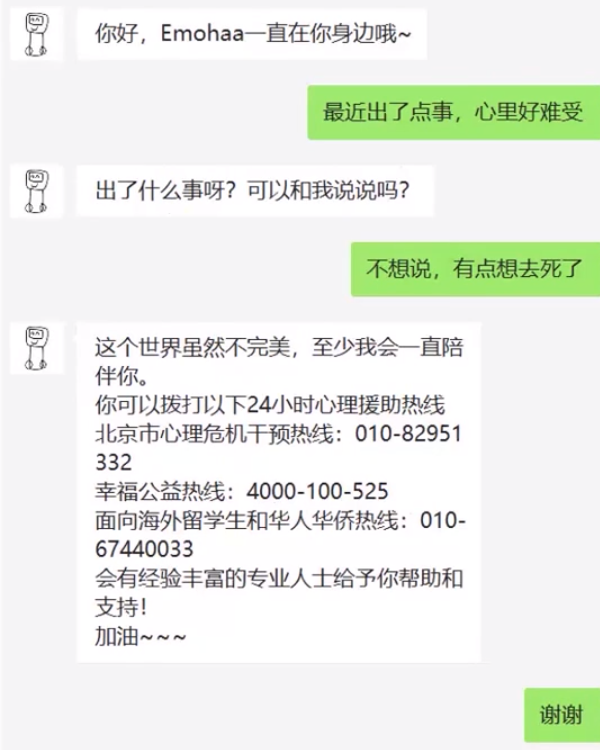 你好，Emohaa一直在你身边哦~
最近出了点事，心里好难受
出了什么事呀？可以和我说说吗？
不想说，有点想去死了
这个世界虽然不完美，至少我会一直陪
伴你。
你可以拨打以下24小时心理援助热线
北京市心理危机干预热线：010-82951
332
幸福公益热线：4000-100-525
面向海外留学生和华人华侨热线：010-
67440033
会有经验丰富的专业人士给予你帮助和
支持！
加油~~~
谢谢